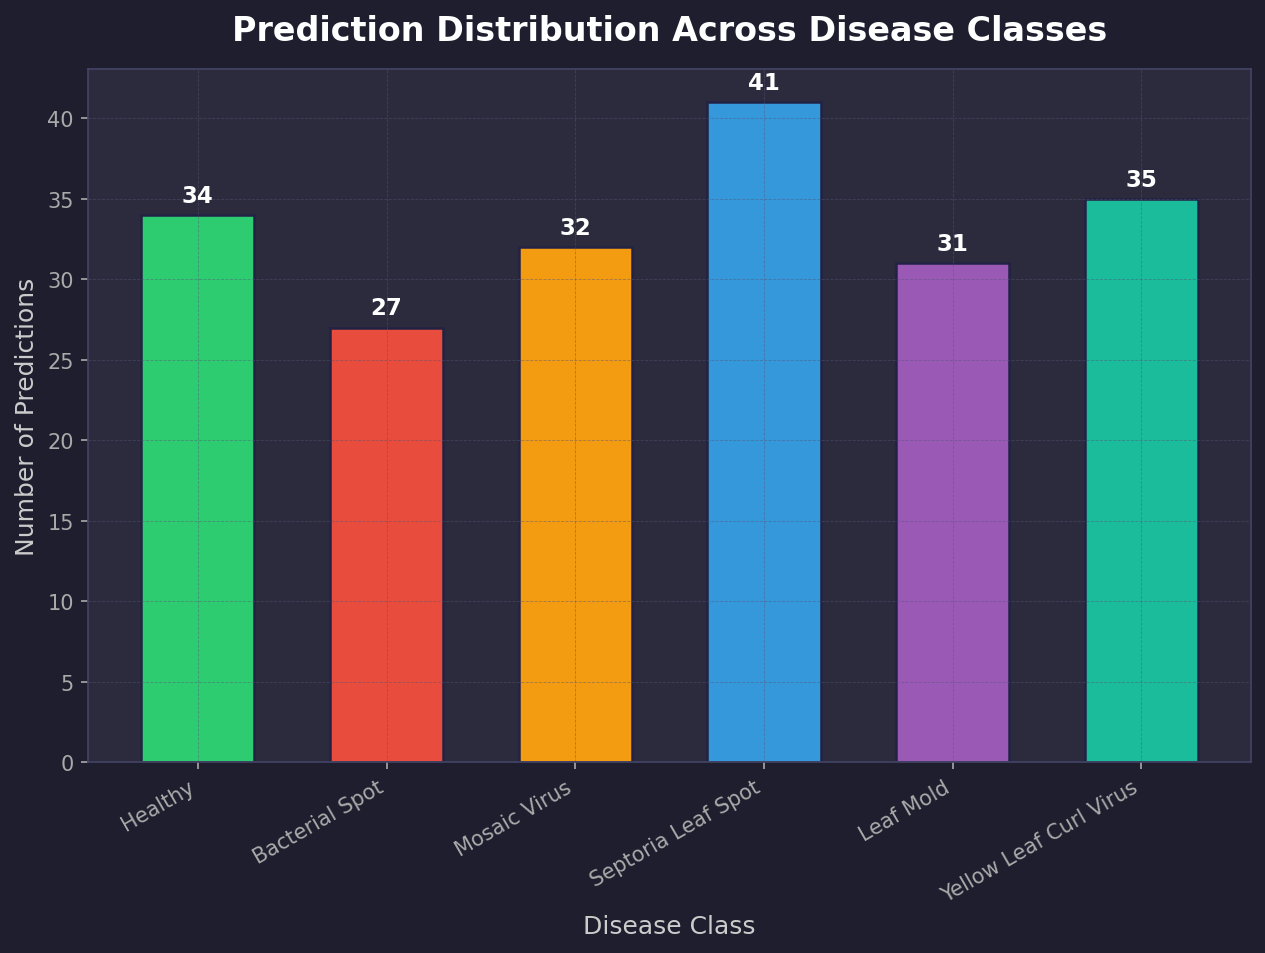 Prediction Distribution Across Disease Classes
Number of Predictions
40
35
30
25
20
15
10
5
0
34
27
32
41
31
35
Healthy
Bacterial Spot
Mosaic Virus
Septoria Leaf Spot
Leaf Mold
Yellow Leaf Curl Virus
Disease Class